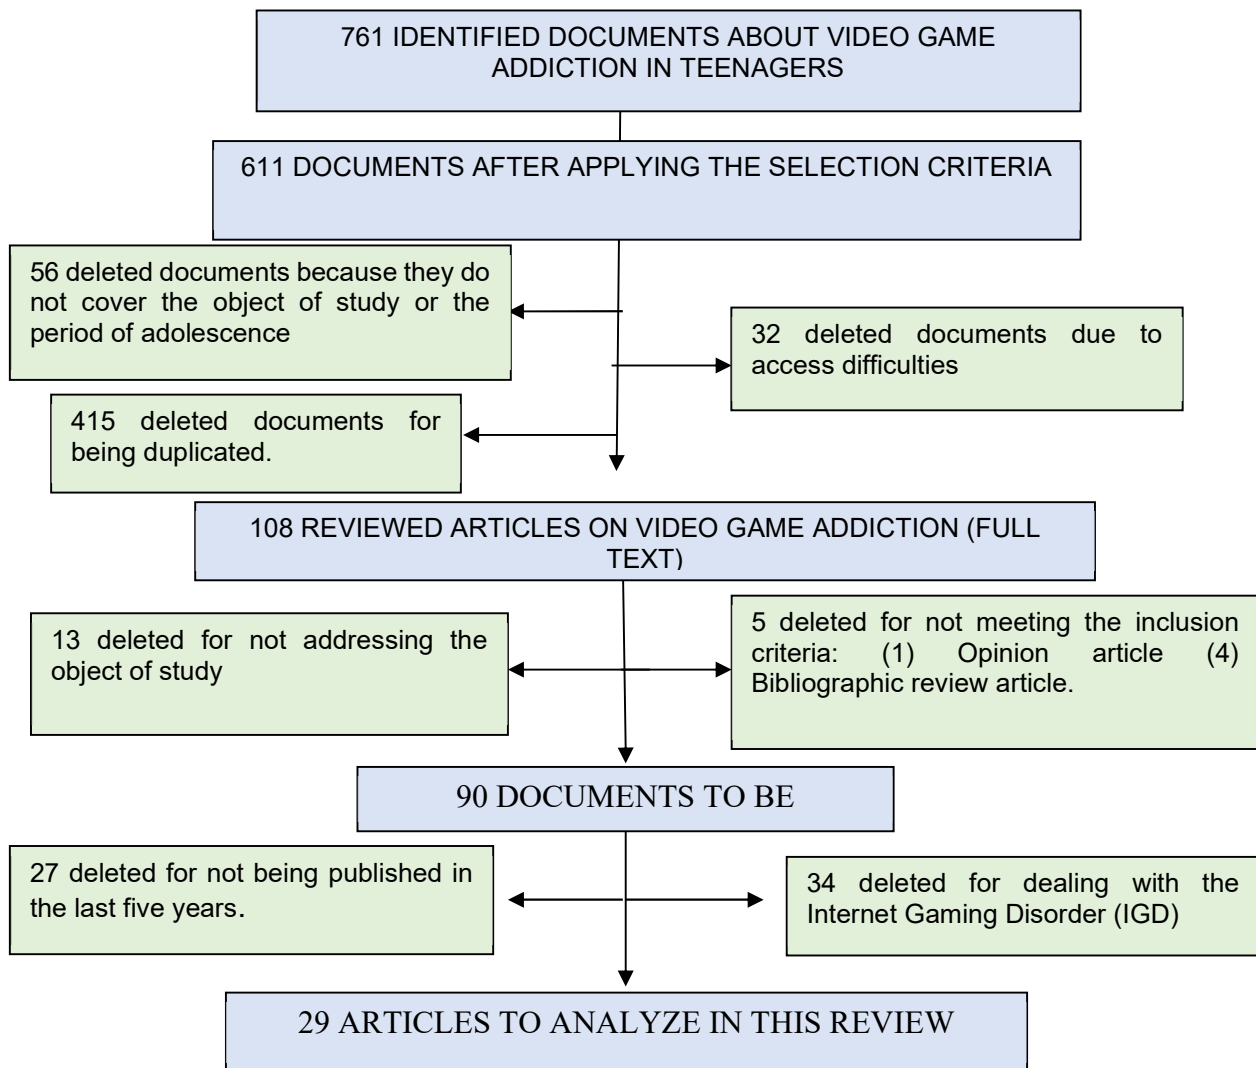 761 IDENTIFIED DOCUMENTS ABOUT VIDEO GAME
ADDICTION IN TEENAGERS
611 DOCUMENTS AFTER APPLYING THE SELECTION CRITERIA
56 deleted documents because they do
not cover the object of study or the
period of adolescence
32 deleted documents due to
access difficulties
415 deleted documents for
being duplicated.
108 REVIEWED ARTICLES ON VIDEO GAME ADDICTION (FULL
TEXT)
13 deleted for not addressing the
object of study
5 deleted for not meeting the inclusion
criteria: (1) Opinion article (4)
Bibliographic review article.
90 DOCUMENTS TO BE
27 deleted for not being published in
the last five years.
34 deleted for dealing with the
Internet Gaming Disorder (IGD)
29 ARTICLES TO ANALYZE IN THIS REVIEW